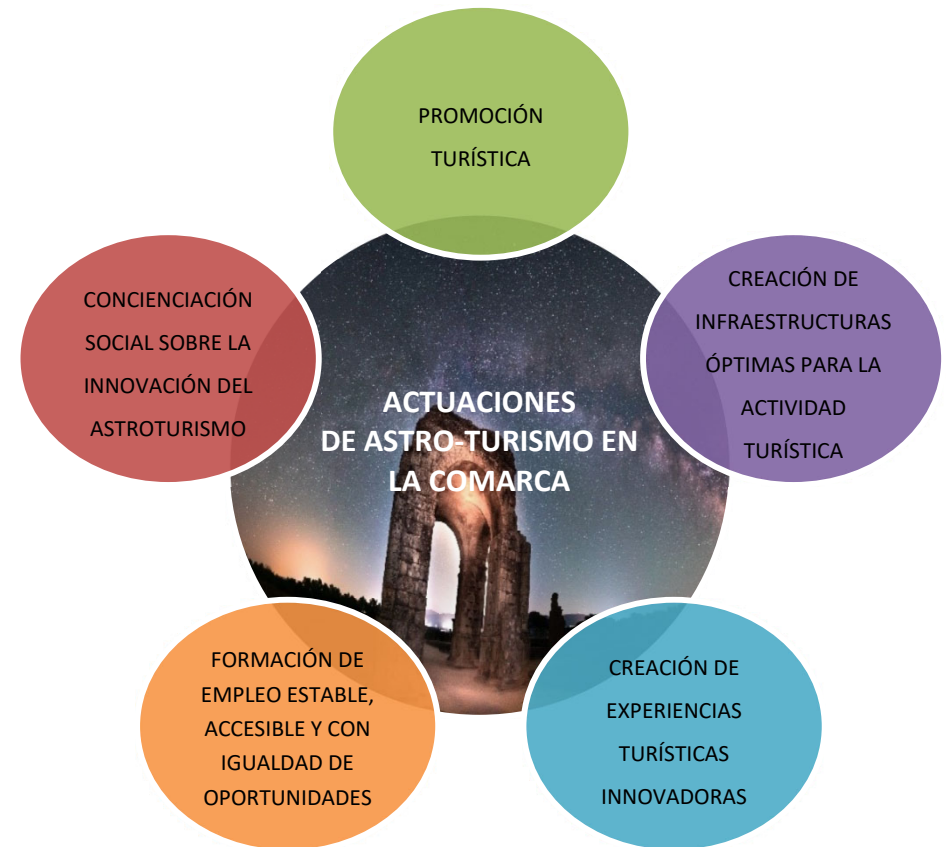 PROMOCIÓN
TURÍSTICA
CONCIENCIACIÓN
SOCIAL SOBRE LA
INNOVACIÓN DEL
ASTROTURISMO
CREACIÓN DE
INFRAESTRUCTURAS
ÓPTIMAS PARA LA
ACTIVIDAD
TURÍSTICA
ACTUACIONES
DE ASTRO-TURISMO EN
LA COMARCA
FORMACIÓN DE
EMPLEO ESTABLE,
ACCESIBLE Y CON
IGUALDAD DE
OPORTUNIDADES
CREACIÓN DE
EXPERIENCIAS
TURÍSTICAS
INNOVADORAS